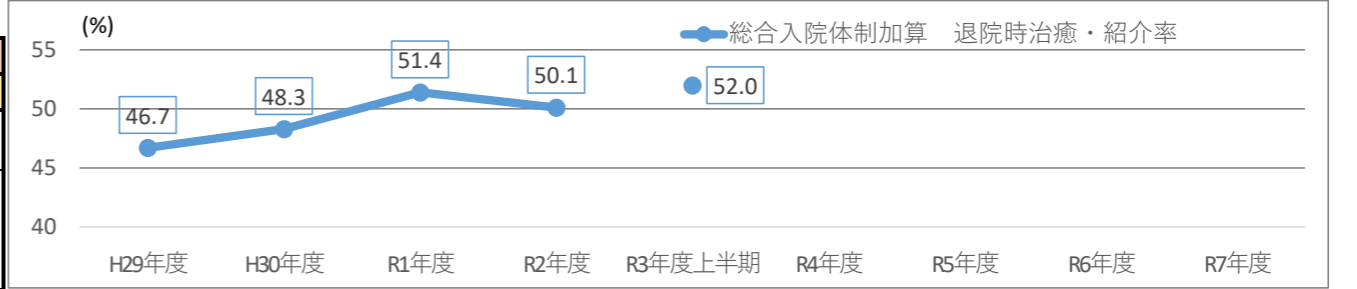 (%)
総合入院体制加算　退院時治癒・紹介率
55
50
45
40
46.7
48.3
51.4
50.1
52.0
H29年度
H30年度
R1年度
R2年度
R3年度上半期
R4年度
R5年度
R6年度
R7年度